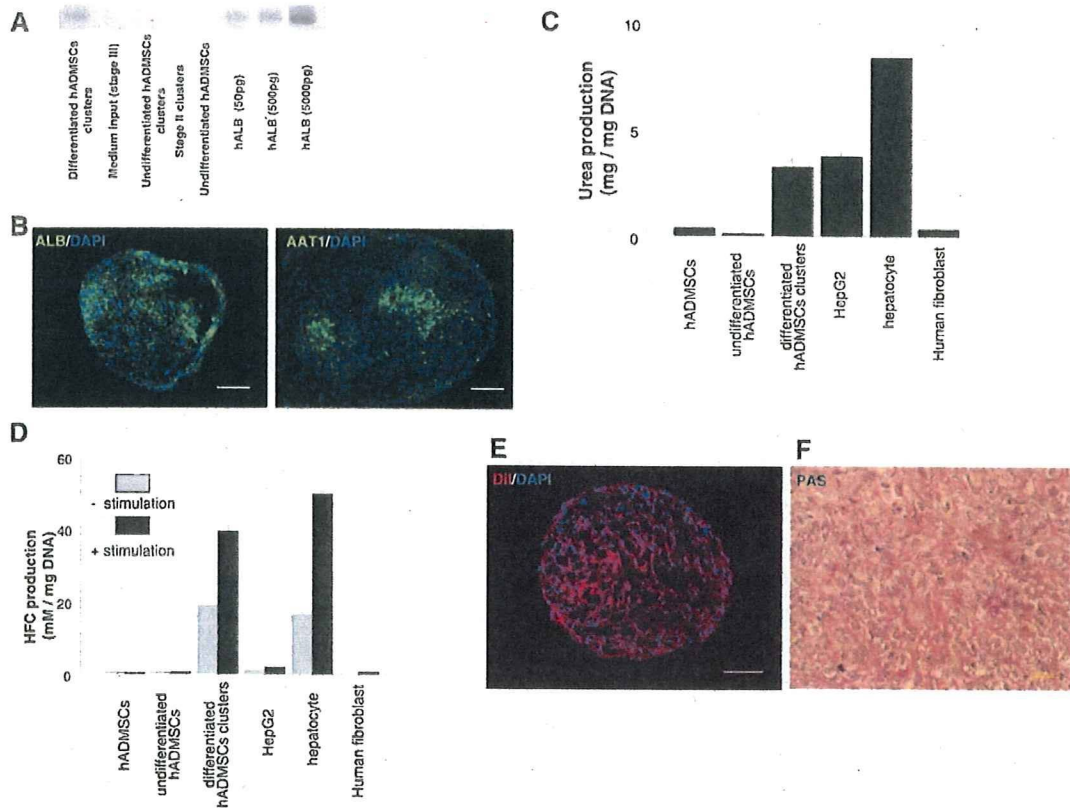 A
Differentiated hADMSCs
clusters
Medium input (stage III)
Undifferentiated hADMSCs
clusters
Stage II clusters
Undifferentiated hADMSCs
hALB (50pg)
hALB (500pg)
hALB (5000pg)
B
ALB/DAPI
AAT1/DAPI
C
Urea production
(mg / mg DNA)
10
5
0
hADMSCs
undifferentiated
hADMSCs
differentiated
hADMSCs clusters
HepG2
hepatocyte
Human fibroblast
D
HFC production
(mM / mg DNA)
60
40
20
0
- stimulation
+ stimulation
hADMSCs
undifferentiated
hADMSCs
differentiated
hADMSCs clusters
HepG2
hepatocyte
Human fibroblast
E
DiI/DAPI
F
PAS